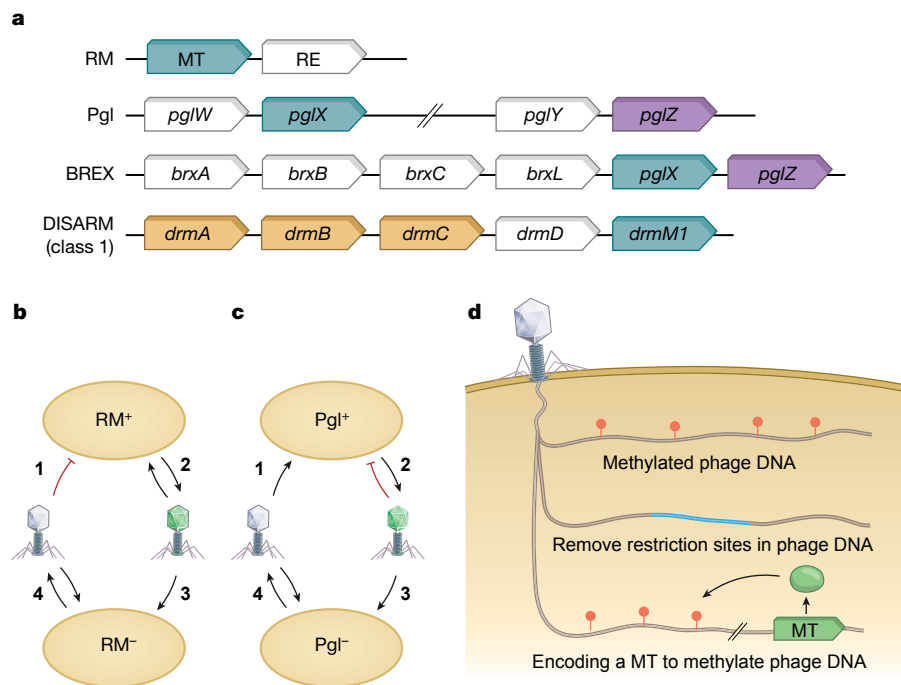 a
RM MT RE
Pgl pglW pglX pglY pglZ
BREX brxA brxB brxC brxL pglX pglZ
DISARM
(class 1) drmA drmB drmC drmD drmM1
b
RM⁺
1 2
4 3
RM⁻
c
Pgl⁺
1 2
4 3
Pgl⁻
d
Methylated phage DNA
Remove restriction sites in phage DNA
MT
Encoding a MT to methylate phage DNA